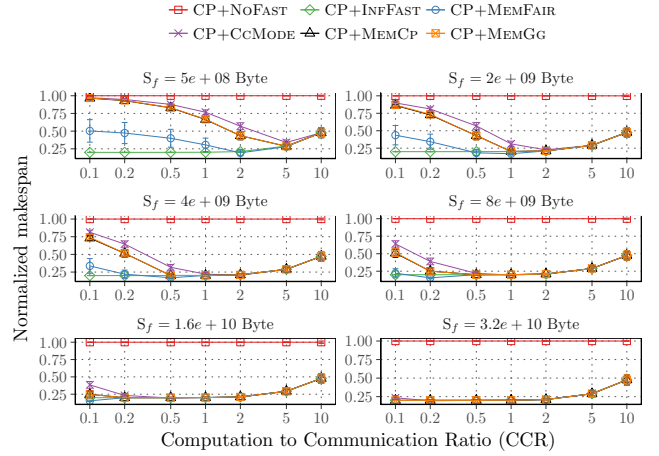 CP+NoFast CP+InfFast CP+MemFair
CP+CcMode CP+MemCp CP+MemGg
S_f = 5e + 08 Byte S_f = 2e + 09 Byte
1.00 1.00
0.75 0.75
0.50 0.50
0.25 0.25
0.1 0.2 0.5 1 2 5 10 0.1 0.2 0.5 1 2 5 10
S_f = 4e + 09 Byte S_f = 8e + 09 Byte
1.00 1.00
0.75 0.75
0.50 0.50
0.25 0.25
0.1 0.2 0.5 1 2 5 10 0.1 0.2 0.5 1 2 5 10
S_f = 1.6e + 10 Byte S_f = 3.2e + 10 Byte
1.00 1.00
0.75 0.75
0.50 0.50
0.25 0.25
0.1 0.2 0.5 1 2 5 10 0.1 0.2 0.5 1 2 5 10
Normalized makespan
Computation to Communication Ratio (CCR)